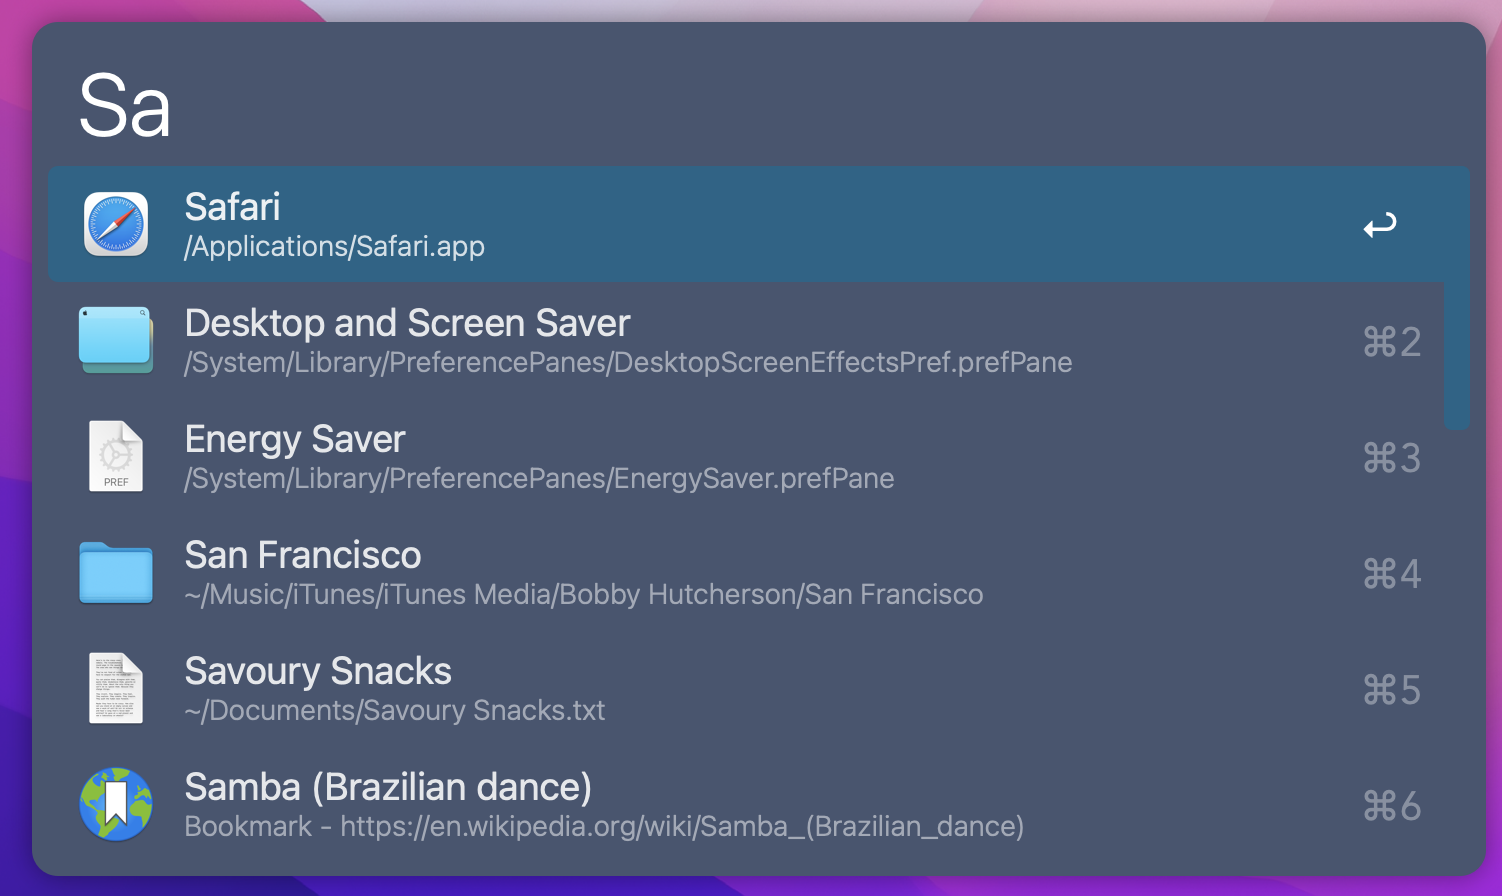 Sa
Safari
/Applications/Safari.app
Desktop and Screen Saver
/System/Library/PreferencePanes/DesktopScreenEffectsPref.prefPane
⌘2
Energy Saver
/System/Library/PreferencePanes/EnergySaver.prefPane
⌘3
PREF
San Francisco
~/Music/iTunes/iTunes Media/Bobby Hutcherson/San Francisco
⌘4
Savoury Snacks
~/Documents/Savoury Snacks.txt
⌘5
Samba (Brazilian dance)
Bookmark - https://en.wikipedia.org/wiki/Samba_(Brazilian_dance)
⌘6